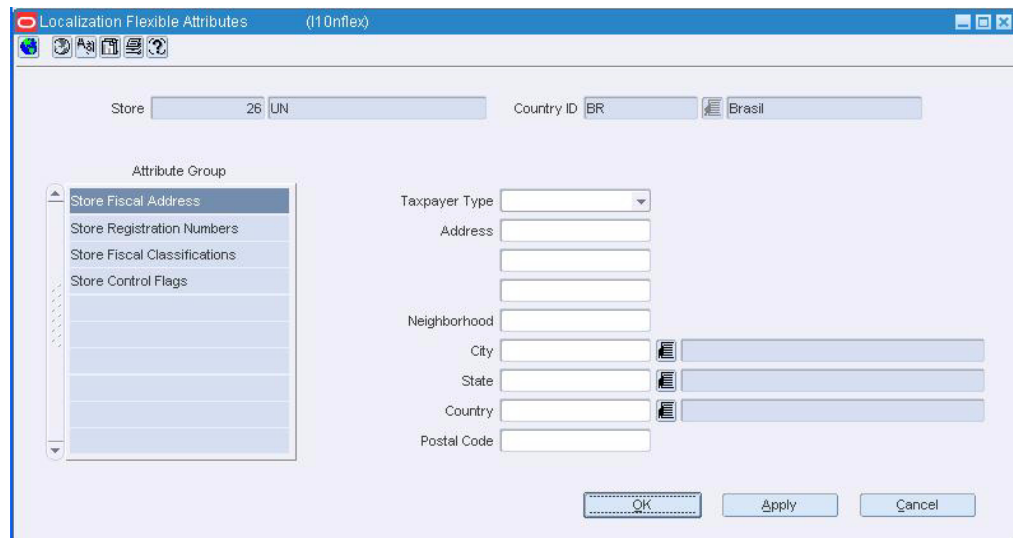 Localization Flexible Attributes (l10nflex)
Store 26 UN Country ID BR Brasil
Attribute Group
Store Fiscal Address
Store Registration Numbers
Store Fiscal Classifications
Store Control Flags
Taxpayer Type
Address
Neighborhood
City
State
Country
Postal Code
OK Apply Cancel